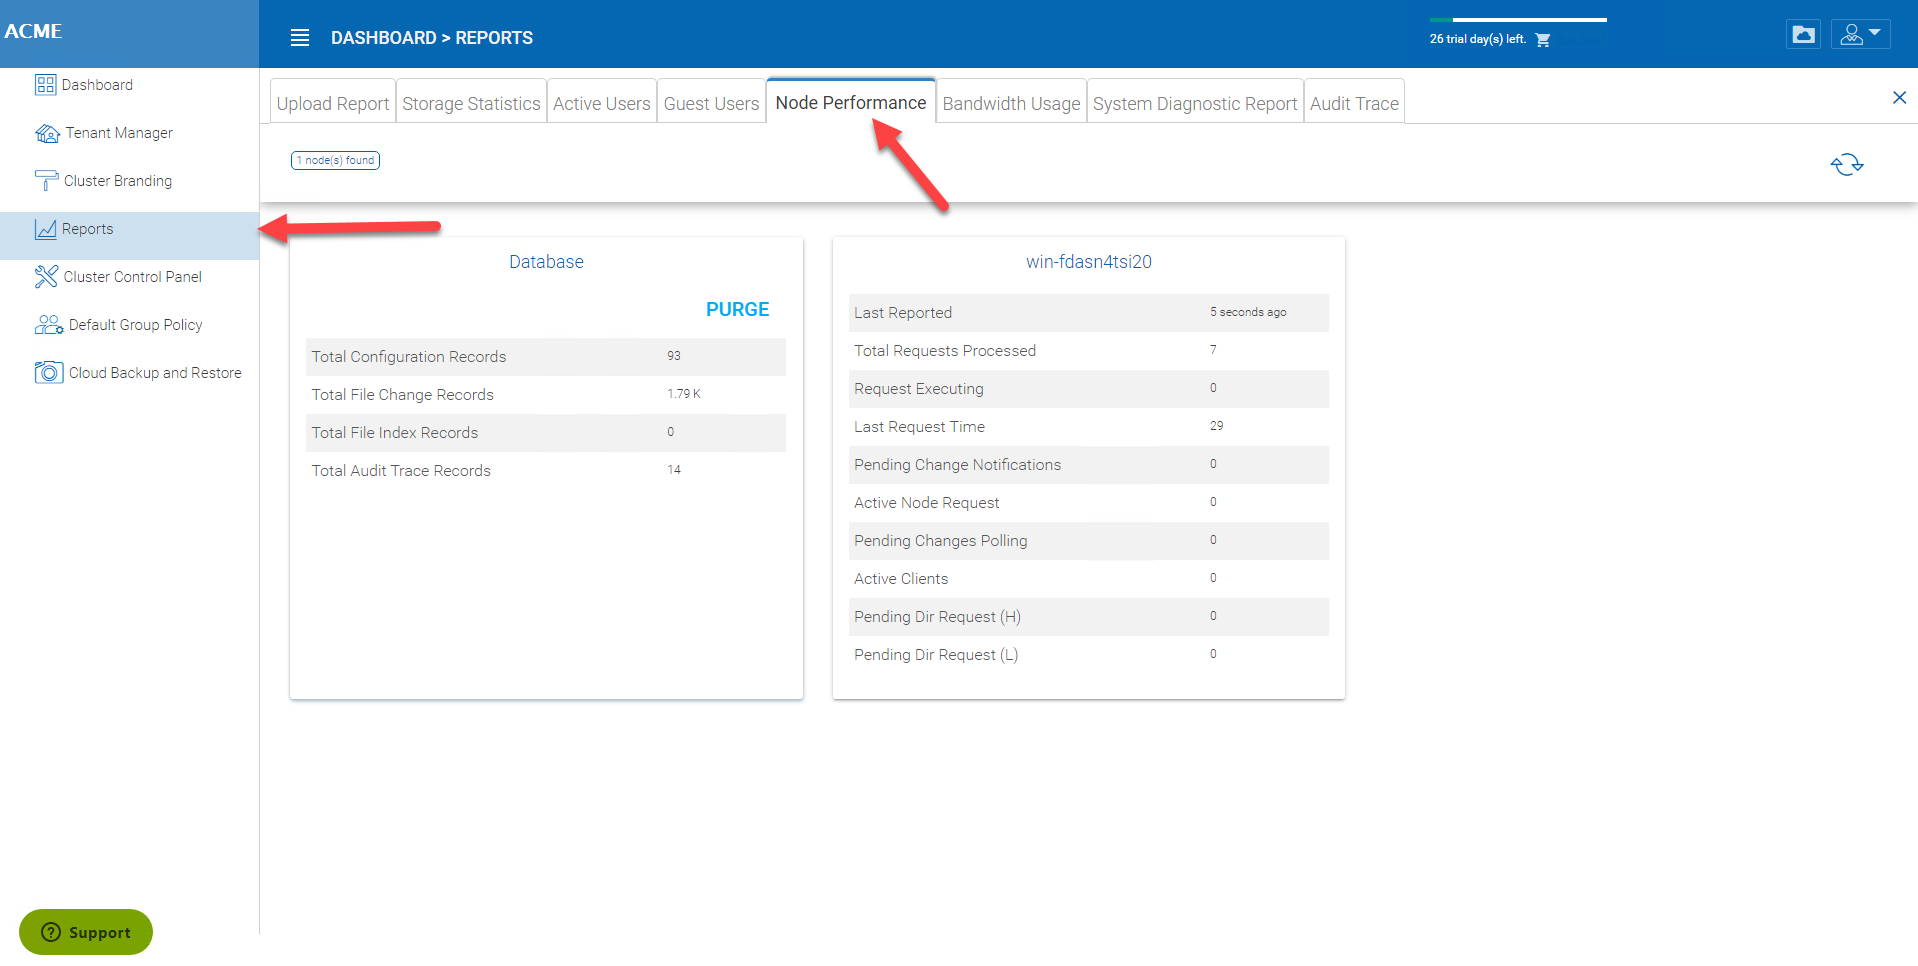 ACME
DASHBOARD > REPORTS
26 trial day(s) left.
Dashboard
Tenant Manager
Cluster Branding
Reports
Cluster Control Panel
Default Group Policy
Cloud Backup and Restore
Support
Upload Report
Storage Statistics
Active Users
Guest Users
Node Performance
Bandwidth Usage
System Diagnostic Report
Audit Trace
1 node(s) found
Database
PURGE
Total Configuration Records 93
Total File Change Records 1.79 K
Total File Index Records 0
Total Audit Trace Records 14
win-fdasn4tsi20
Last Reported 5 seconds ago
Total Requests Processed 7
Request Executing 0
Last Request Time 29
Pending Change Notifications 0
Active Node Request 0
Pending Changes Polling 0
Active Clients 0
Pending Dir Request (H) 0
Pending Dir Request (L) 0